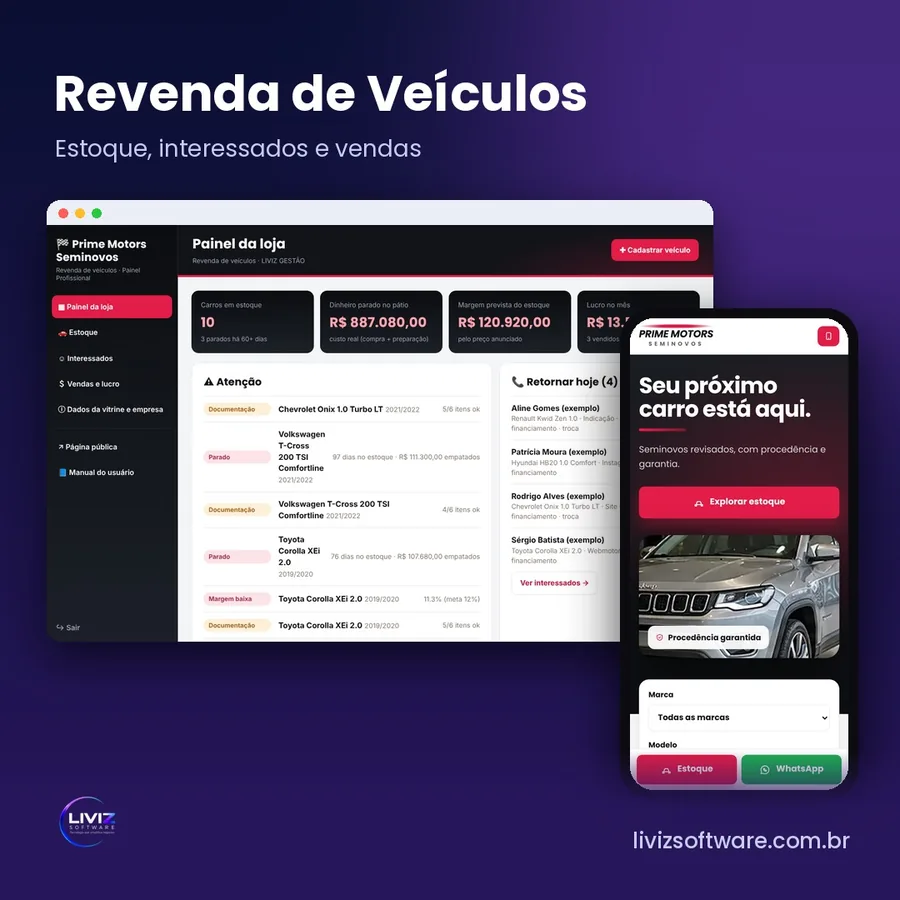 Revenda de Veículos
Estoque, interessados e vendas
Prime Motors
Seminovos
Revenda de veículos · Painel
Profissional
Painel da loja
Estoque
Interessados
Vendas e lucro
Dados da vitrine e empresa
Página pública
Manual do usuário
Sair
Painel da loja
Revenda de veículos · LIVIZ GESTÃO
Cadastrar veículo
Carros em estoque
10
3 parados há 60+ dias
Dinheiro parado no pátio
R$ 887.080,00
custo real (compra + preparação)
Margem prevista do estoque
R$ 120.920,00
pelo preço anunciado
Lucro no mês
R$ 13.
3 vendidos
Atenção
Documentação Chevrolet Onix 1.0 Turbo LT 2021/2022 5/6 itens ok
Volkswagen
T-Cross
Parado 200 TSI 97 dias no estoque · R$ 111.300,00 empatados
Comfortline
2021/2022
Documentação Volkswagen T-Cross 200 TSI 4/6 itens ok
Comfortline 2021/2022
Toyota
Parado Corolla XEi 76 dias no estoque · R$ 107.680,00 empatados
2.0
2019/2020
Margem baixa Toyota Corolla XEi 2.0 2019/2020 11.3% (meta 12%)
Documentação Toyota Corolla XEi 2.0 2019/2020 5/6 itens ok
Retornar hoje (4)
Aline Gomes (exemplo)
Renault Kwid Zen 1.0 · Indicação ·
financiamento · troca
Patrícia Moura (exemplo)
Hyundai HB20 1.0 Comfort · Insta
financiamento
Rodrigo Alves (exemplo)
Chevrolet Onix 1.0 Turbo LT · Site
financiamento · troca
Sérgio Batista (exemplo)
Toyota Corolla XEi 2.0 · Webmoto
financiamento
Ver interessados →
PRIME MOTORS
SEMINOVOS
Seu próximo
carro está aqui.
Seminovos revisados, com procedência e
garantia.
Explorar estoque
Procedência garantida
Marca
Todas as marcas
Modelo
Estoque
WhatsApp
LIVIZ
SOFTWARE
livizsoftware.com.br